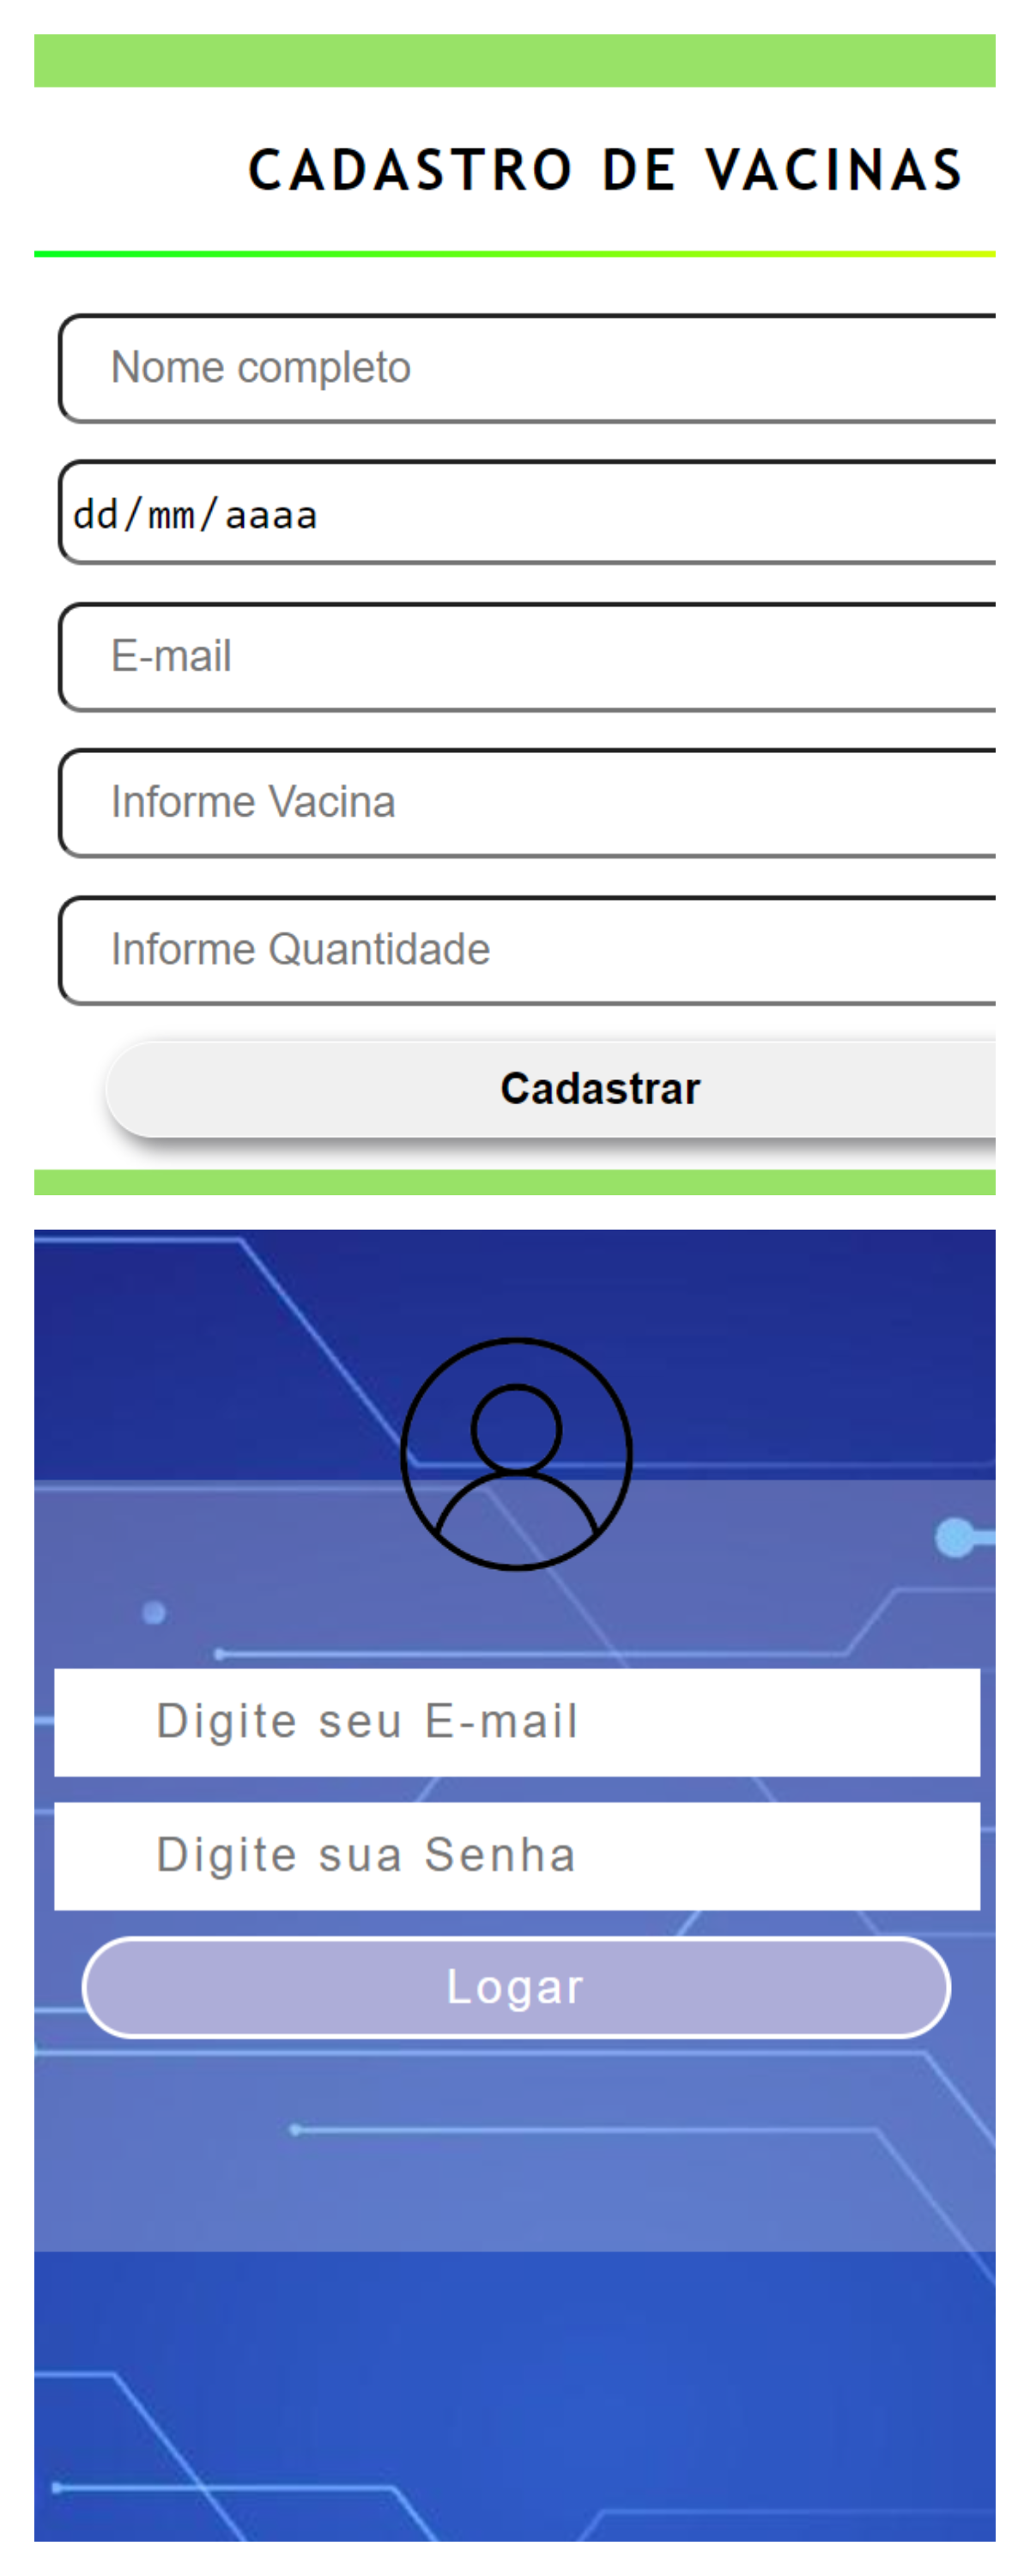 CADASTRO DE VACINAS
Nome completo
dd/mm/aaaa
E-mail
Informe Vacina
Informe Quantidade
Cadastrar
Digite seu E-mail
Digite sua Senha
Logar